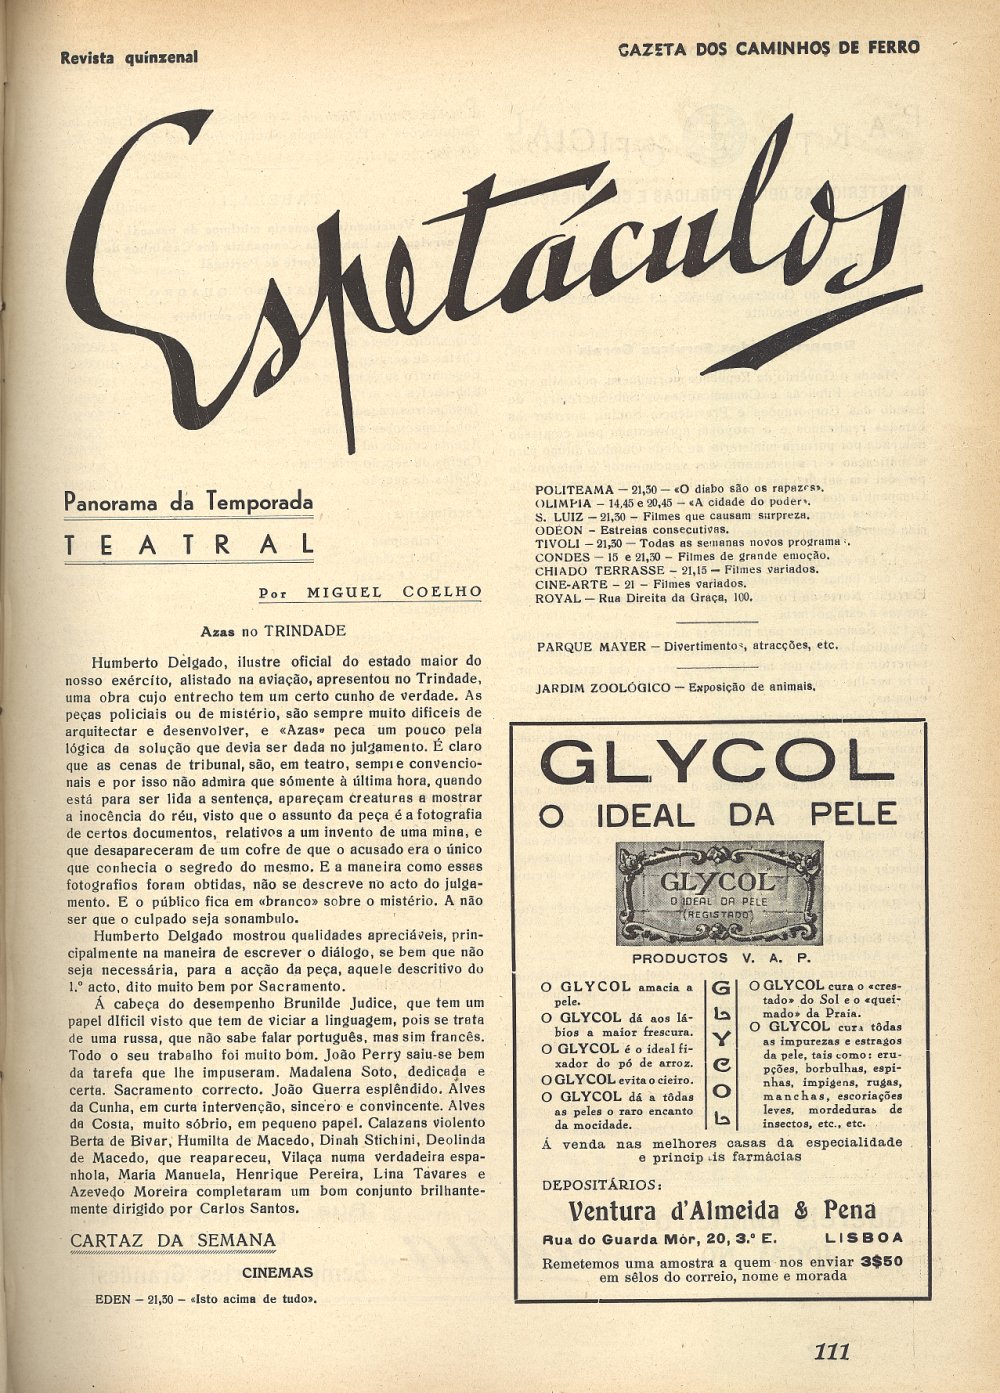 Revista quinzenal
GAZETA DOS CAMINHOS DE FERRO
Espetáculos
Panorama da Temporada
TEATRAL
Por MIGUEL COELHO
Azas no TRINDADE
Humberto Delgado, ilustre oficial do estado maior do
nosso exército, alistado na aviação, apresentou no Trindade,
uma obra cujo entrecho tem um certo cunho de verdade. As
peças policiais ou de mistério, são sempre muito dificeis de
arquitectar e desenvolver, e «Azas» peca um pouco pela
lógica da solução que devia ser dada no julgamento. É claro
que as cenas de tribunal, são, em teatro, sempre convencio-
nais e por isso não admira que sómente à última hora, quando
está para ser lida a sentença, apareçam creaturas a mostrar
a inocência do réu, visto que o assunto da peça é a fotografia
de certos documentos, relativos a um invento de uma mina, e
que desapareceram de um cofre de que o acusado era o único
que conhecia o segredo do mesmo. E a maneira como esses
fotografios foram obtidas, não se descreve no acto do julga-
mento. E o público fica em «branco» sobre o mistério. A não
ser que o culpado seja sonambulo.
Humberto Delgado mostrou qualidades apreciáveis, prin-
cipalmente na maneira de escrever o diálogo, se bem que não
seja necessária, para a acção da peça, aquele descritivo do
1.º acto, dito muito bem por Sacramento.
Á cabeça do desempenho Brunilde Judice, que tem um
papel dificil visto que tem de viciar a linguagem, pois se trata
de uma russa, que não sabe falar português, mas sim francês.
Todo o seu trabalho foi muito bom. João Perry saiu-se bem
da tarefa que lhe impuseram. Madalena Soto, dedicada e
certa. Sacramento correcto. João Guerra esplêndido. Alves
da Cunha, em curta intervenção, sincero e convincente. Alves
da Costa, muito sóbrio, em pequeno papel. Calazans violento
Berta de Bivar, Humilta de Macedo, Dinah Stichini, Deolinda
de Macedo, que reapareceu, Vilaça numa verdadeira espa-
nhola, Maria Manuela, Henrique Pereira, Lina Tavares e
Azevedo Moreira completaram um bom conjunto brilhante-
mente dirigido por Carlos Santos.
CARTAZ DA SEMANA
CINEMAS
EDEN — 21,30 — «Isto acima de tudo».
POLITEAMA — 21,30 — «O diabo são os rapazes».
OLIMPIA — 14,45 e 20,45 — «A cidade do poder».
S. LUIZ — 21,30 — Filmes que causam surpreza.
ODÉON — Estreias consecutivas.
TIVOLI — 21,30 — Todas as semanas novos programas.
CONDES — 15 e 21,30 — Filmes de grande emoção.
CHIADO TERRASSE — 21,15 — Filmes variados.
CINE-ARTE — 21 — Filmes variados.
ROYAL — Rua Direita da Graça, 100.
PARQUE MAYER — Divertimentos, atracções, etc.
JARDIM ZOOLÓGICO — Exposição de animais.
GLYCOL
O IDEAL DA PELE
GLYCOL
O IDEAL DA PELE
(REGISTADO)
PRODUCTOS V. A. P.
O GLYCOL amacia a
pele.
O GLYCOL dá aos lá-
bios a maior frescura.
O GLYCOL é o ideal fi-
xador do pó de arroz.
O GLYCOL evita o cieiro.
O GLYCOL dá a tôdas
as peles o raro encanto
da mocidade.
GLYCOL
O GLYCOL cura o «cres-
tado» do Sol e o «quei-
mado» da Praia.
O GLYCOL cura tôdas
as impurezas e estragos
da pele, tais como: eru-
pções, borbulhas, espi-
nhas, impigens, rugas,
manchas, escoriações
leves, mordeduras de
insectos, etc., etc.
Á venda nas melhores casas da especialidade
e principais farmácias
DEPOSITÁRIOS:
Ventura d'Almeida & Pena
Rua do Guarda Mór, 20, 3.º E. LISBOA
Remetemos uma amostra a quem nos enviar 3$50
em sêlos do correio, nome e morada
111